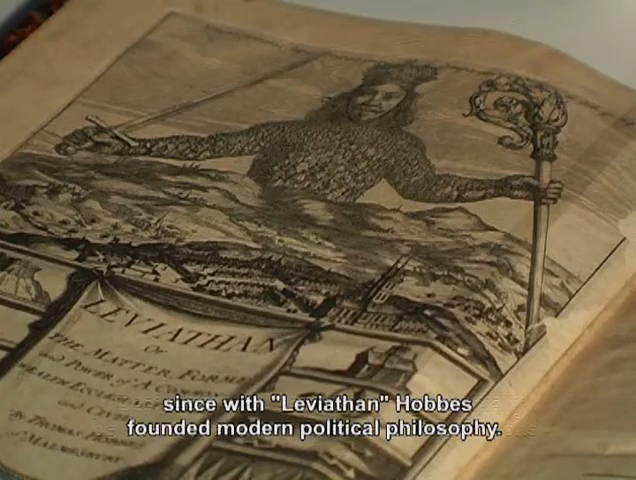 LEVIATHAN
Or
THE MATTER, FORME
and POWER of A COMMON
WEALTH ECCLESIASTICALL
and CIVIL
By THOMAS HOBBES
of MALMESBURY
since with "Leviathan" Hobbes
founded modern political philosophy.